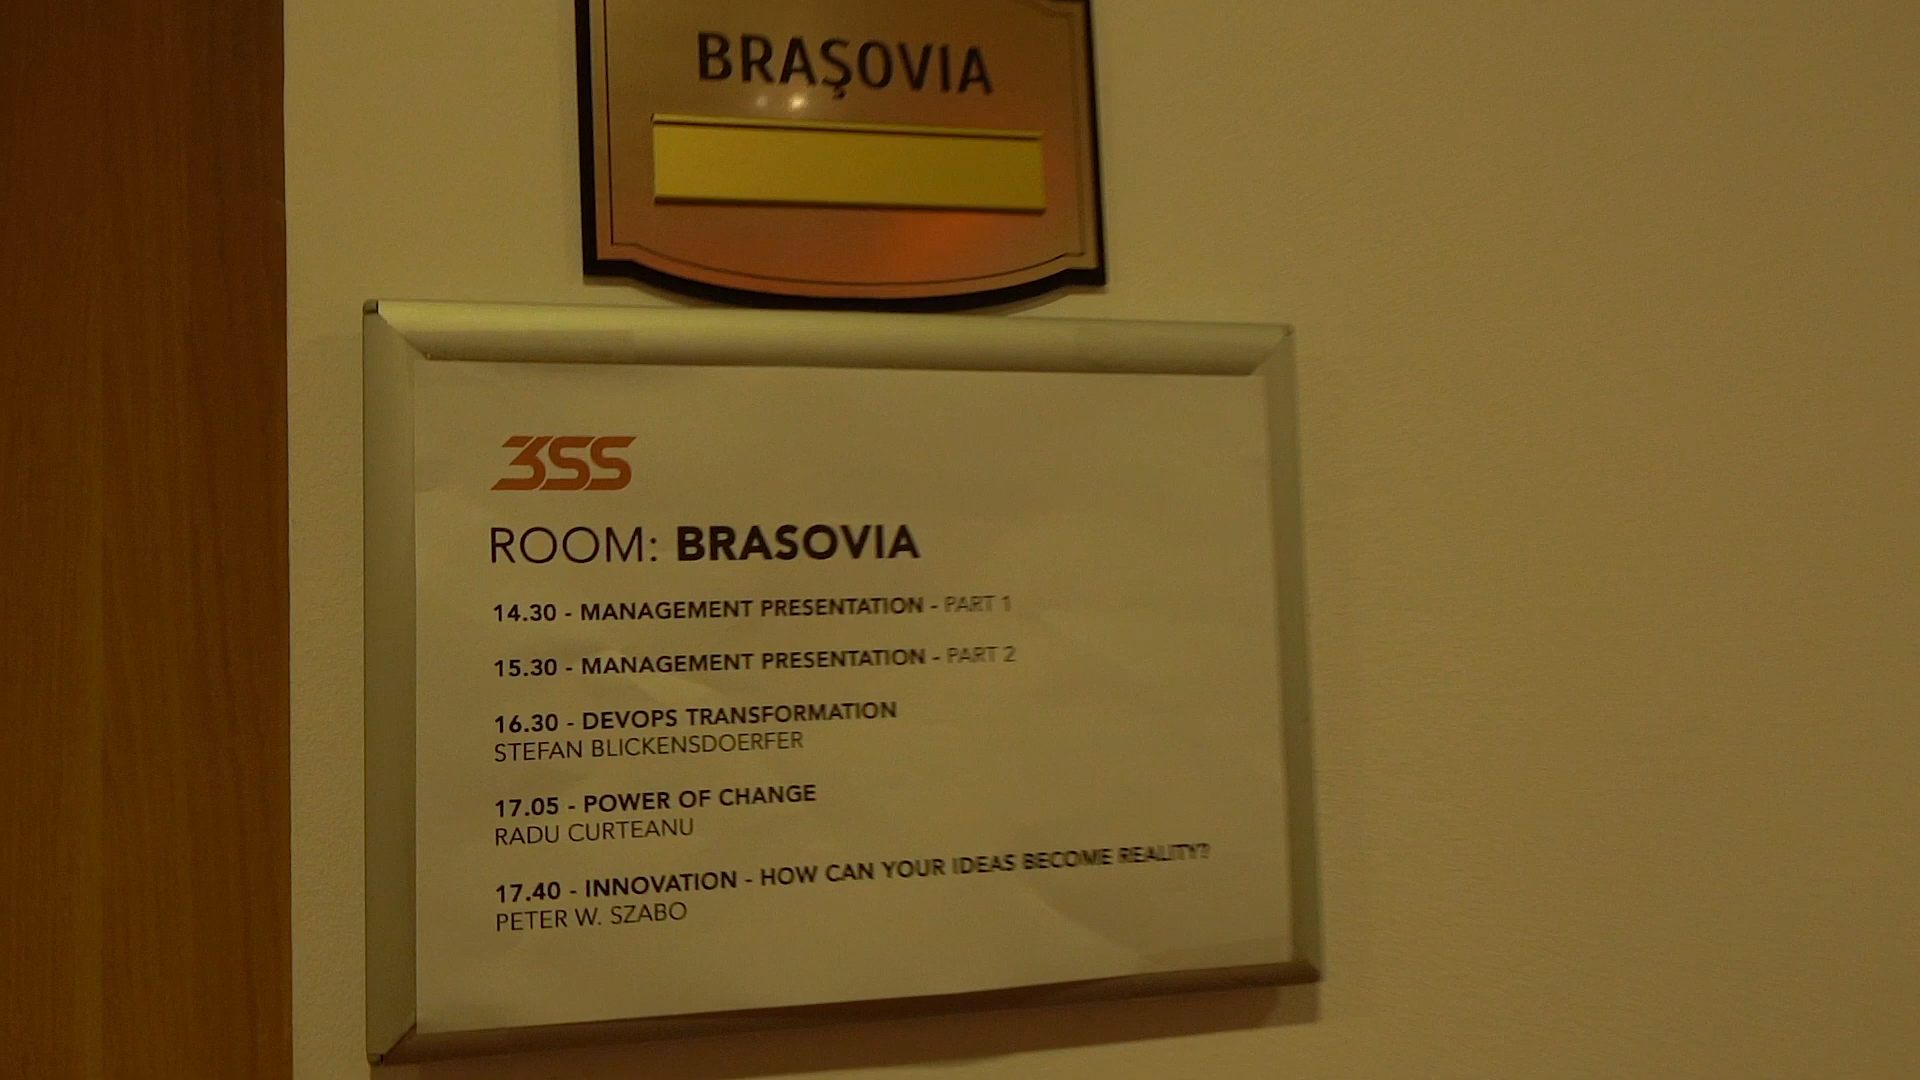 BRAŞOVIA
3SS
ROOM: BRASOVIA
14.30 - MANAGEMENT PRESENTATION - PART 1
15.30 - MANAGEMENT PRESENTATION - PART 2
16.30 - DEVOPS TRANSFORMATION
STEFAN BLICKENSDOERFER
17.05 - POWER OF CHANGE
RADU CURTEANU
17.40 - INNOVATION - HOW CAN YOUR IDEAS BECOME REALITY?
PETER W. SZABO